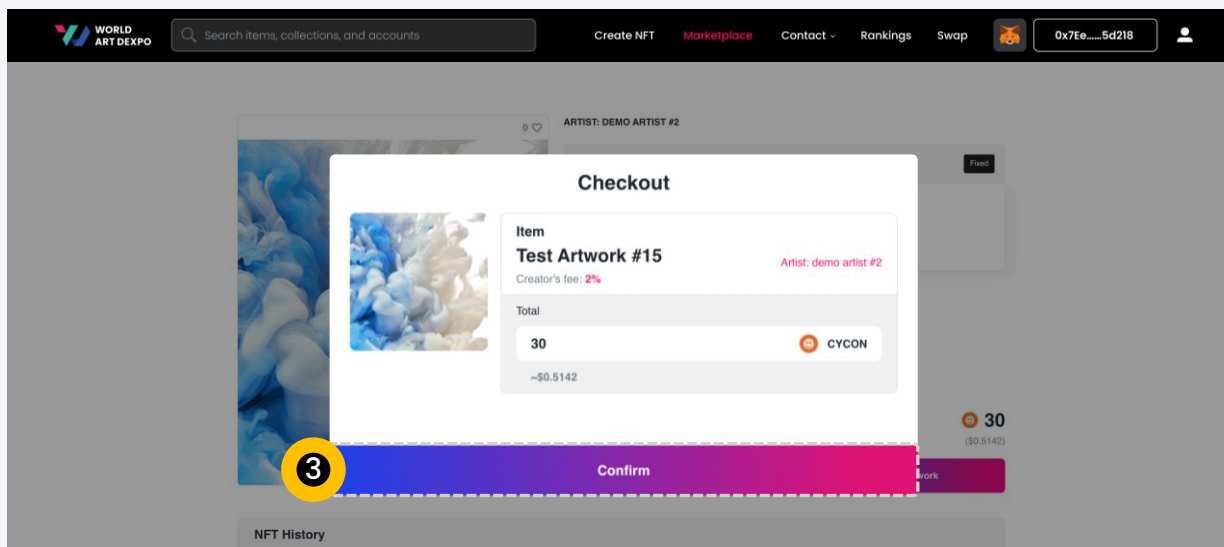 WORLD
ART DEXPO
Search items, collections, and accounts
Create NFT
Marketplace
Contact
Rankings
Swap
0x7Ee......5d218
0
ARTIST: DEMO ARTIST #2
Fixed
Checkout
Item
Test Artwork #15
Artist: demo artist #2
Creator's fee: 2%
Total
30
CYCON
~$0.5142
30
($0.5142)
3
Confirm
work
NFT History